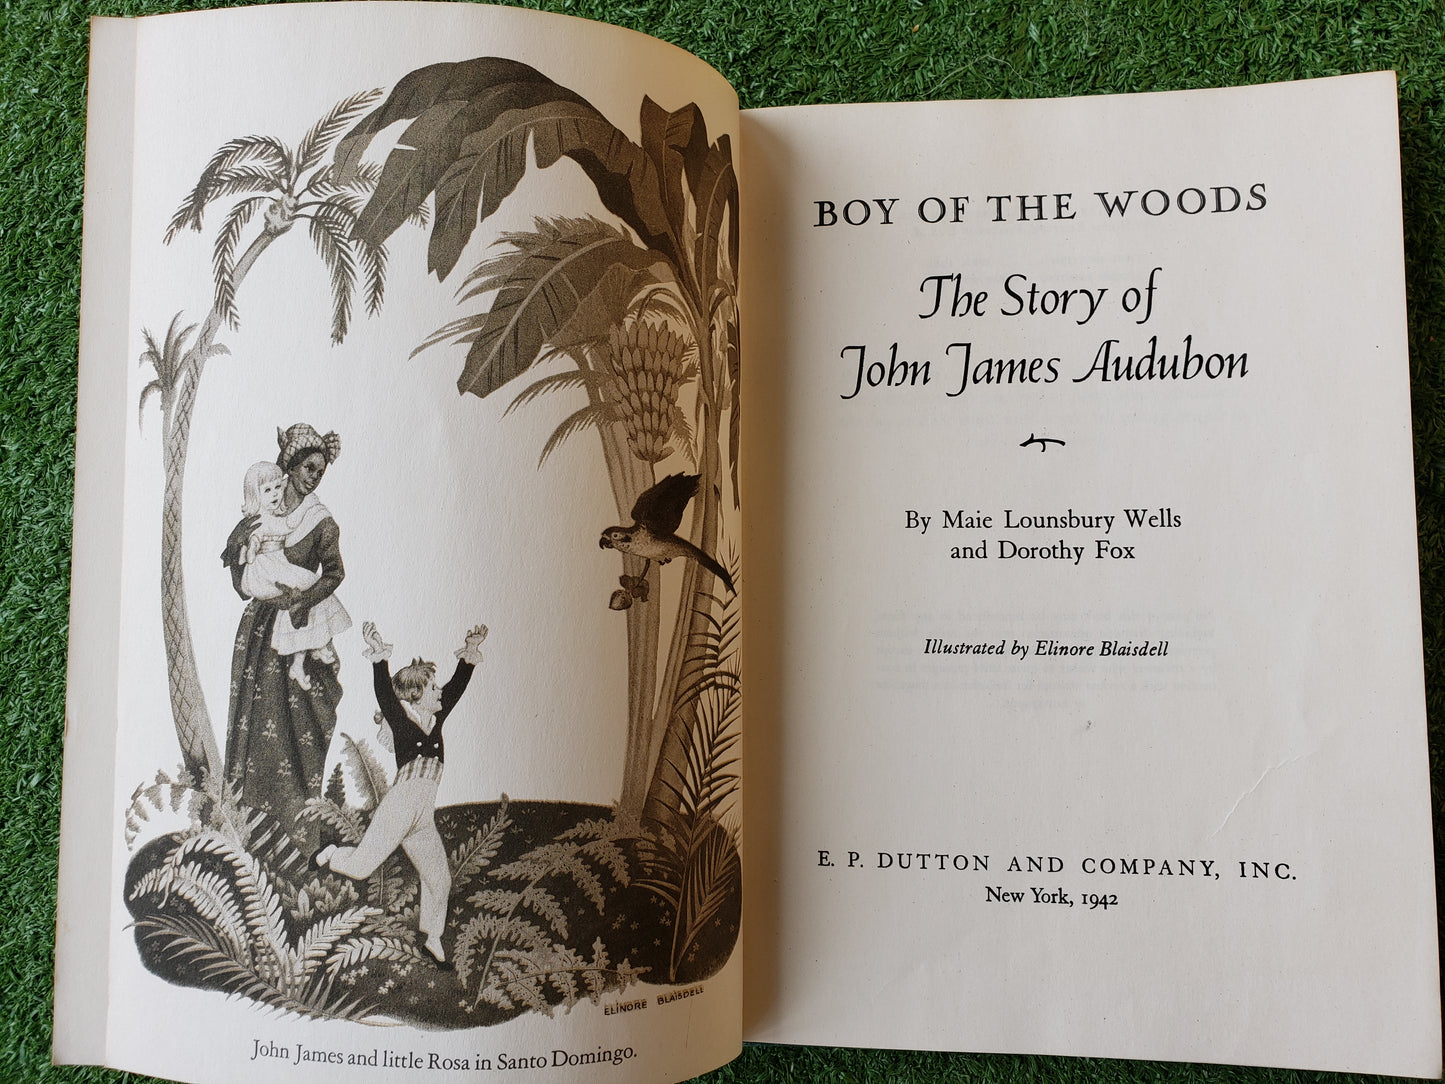 ELINORE BLAISDELL
John James and little Rosa in Santo Domingo.
BOY OF THE WOODS
The Story of
John James Audubon
By Maie Lounsbury Wells
and Dorothy Fox
Illustrated by Elinore Blaisdell
E. P. DUTTON AND COMPANY, INC.
New York, 1942